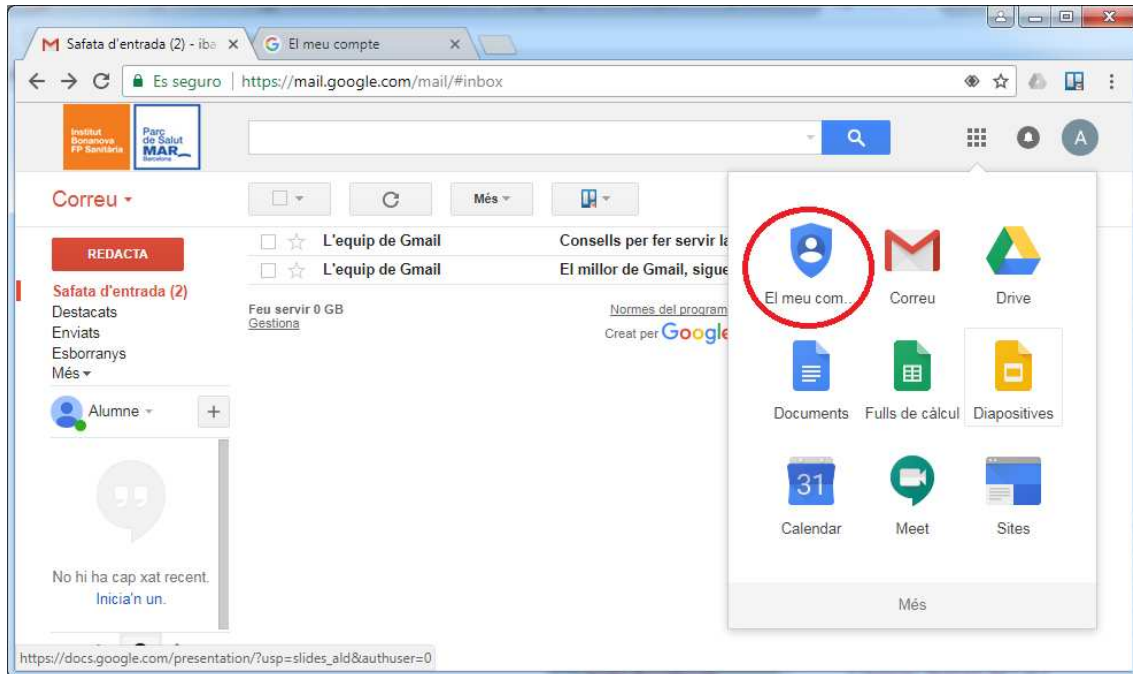 Safata d'entrada (2) - iba
El meu compte
Es seguro | https://mail.google.com/mail/#inbox
Institut
Bonanova
FP Sanitària
Parc
de Salut
MAR
Barcelona
A
Correu
Més
REDACTA
L'equip de Gmail Consells per fer servir la
L'equip de Gmail El millor de Gmail, sigue
Safata d'entrada (2)
Destacats
Enviats
Esborranys
Més
Feu servir 0 GB
Gestiona
Normes del program
Creat per Google
Alumne
No hi ha cap xat recent.
Inicia'n un.
El meu com...
Correu
Drive
Documents
Fulls de càlcul
Diapositives
31
Calendar
Meet
Sites
Més
https://docs.google.com/presentation/?usp=slides_ald&authuser=0